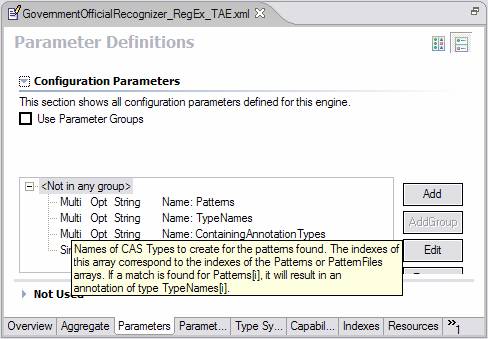 GovernmentOfficialRecognizer_RegEx_TAE.xml
Parameter Definitions
Configuration Parameters
This section shows all configuration parameters defined for this engine.
Use Parameter Groups
<Not in any group>
Multi Opt String Name: Patterns
Multi Opt String Name: TypeNames
Multi Opt String Name: ContainingAnnotationTypes
Add
AddGroup
Edit
Names of CAS Types to create for the patterns found. The indexes of
this array correspond to the indexes of the Patterns or PatternFiles
arrays. If a match is found for Patterns[i], it will result in an
annotation of type TypeNames[i].
Not Used
Overview Aggregate Parameters Paramet... Type Sy... Capabil... Indexes Resources »1